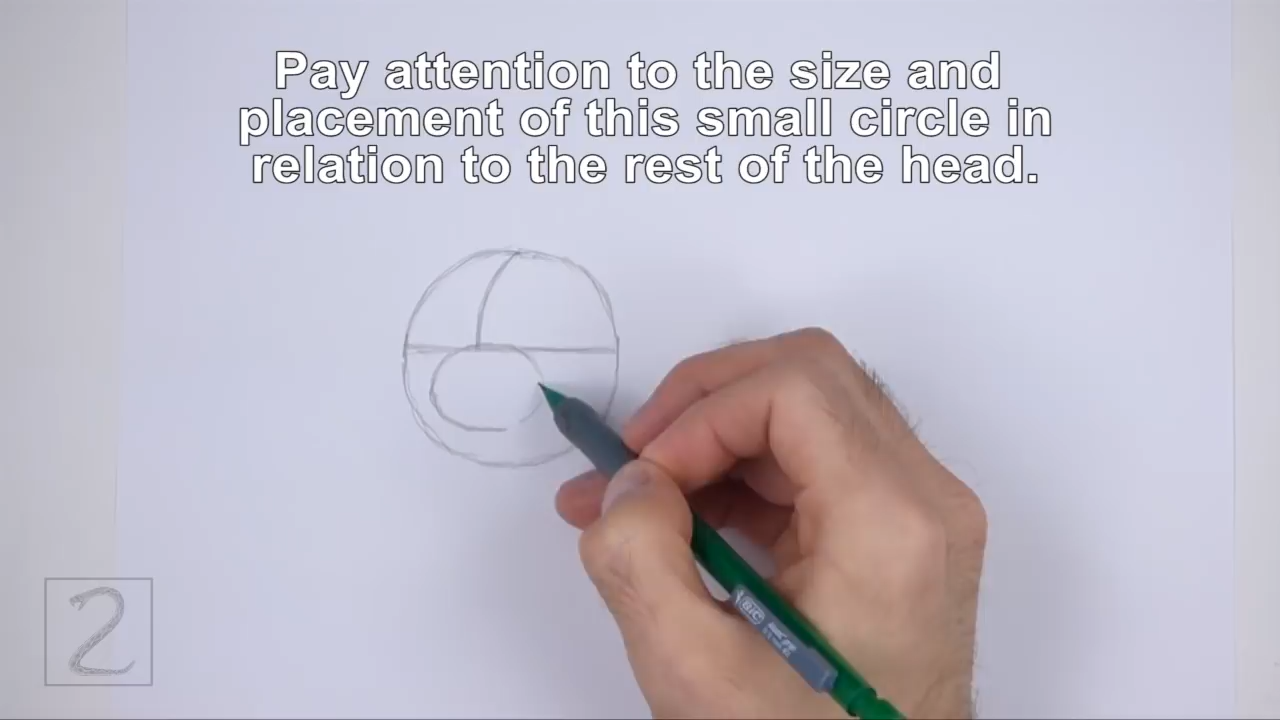 Pay attention to the size and
placement of this small circle in
relation to the rest of the head.
2
BIC